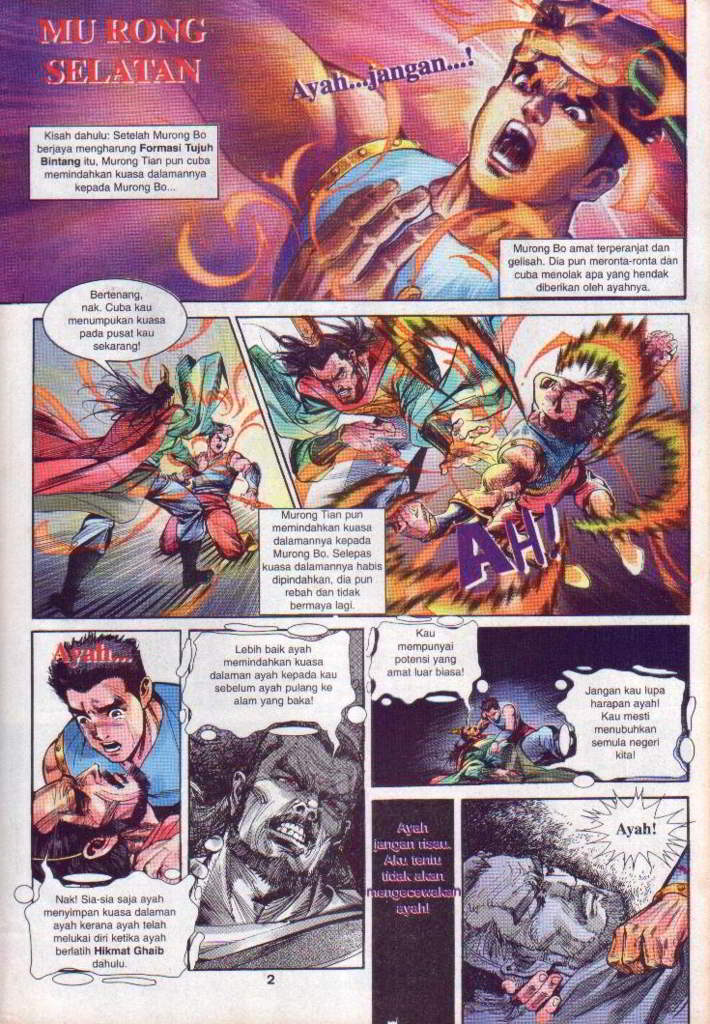 MU RONG
SELATAN
Ayah...jangan...!
Kisah dahulu: Setelah Murong Bo
berjaya mengharung Formasi Tujuh
Bintang itu, Murong Tian pun cuba
memindahkan kuasa dalamannya
kepada Murong Bo...
Murong Bo amat terperanjat dan
gelisah. Dia pun meronta-ronta dan
cuba menolak apa yang hendak
diberikan oleh ayahnya.
Bertenang,
nak. Cuba kau
menumpukan kuasa
pada pusat kau
sekarang!
Murong Tian pun
memindahkan kuasa
dalamannya kepada
Murong Bo. Selepas
kuasa dalamannya habis
dipindahkan, dia pun
rebah dan tidak
bermaya lagi.
AH!
Ayah...
Nak! Sia-sia saja ayah
menyimpan kuasa dalaman
ayah kerana ayah telah
melukai diri ketika ayah
berlatih Hikmat Ghaib
dahulu.
Lebih baik ayah
memindahkan kuasa
dalaman ayah kepada kau
sebelum ayah pulang ke
alam yang baka!
Kau
mempunyai
potensi yang
amat luar biasa!
Jangan kau lupa
harapan ayah!
Kau mesti
menubuhkan
semula negeri
kita!
Ayah
jangan risau.
Aku tentu
tidak akan
mengecewakan
ayah!
Ayah!
2